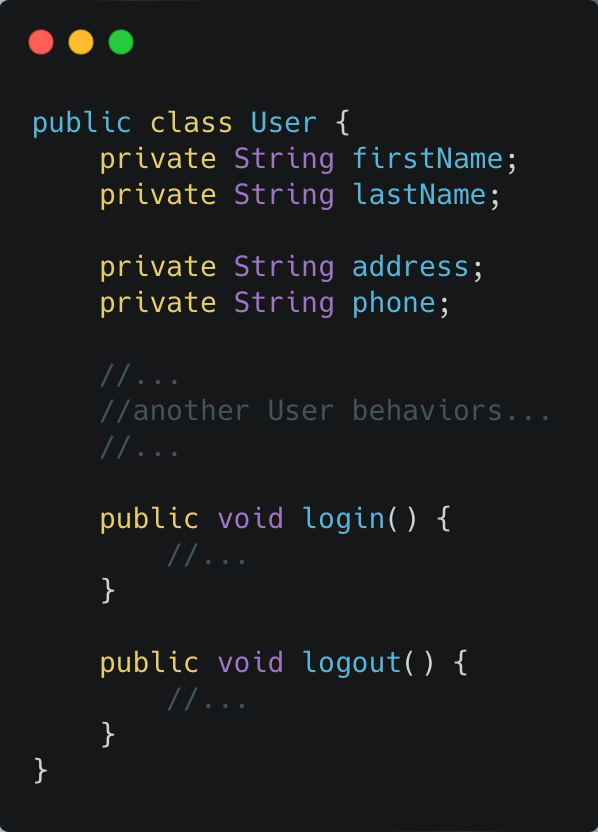 public class User {
    private String firstName;
    private String lastName;

    private String address;
    private String phone;

    //...
    //another User behaviors...
    //...

    public void login() {
        //...
    }

    public void logout() {
        //...
    }
}